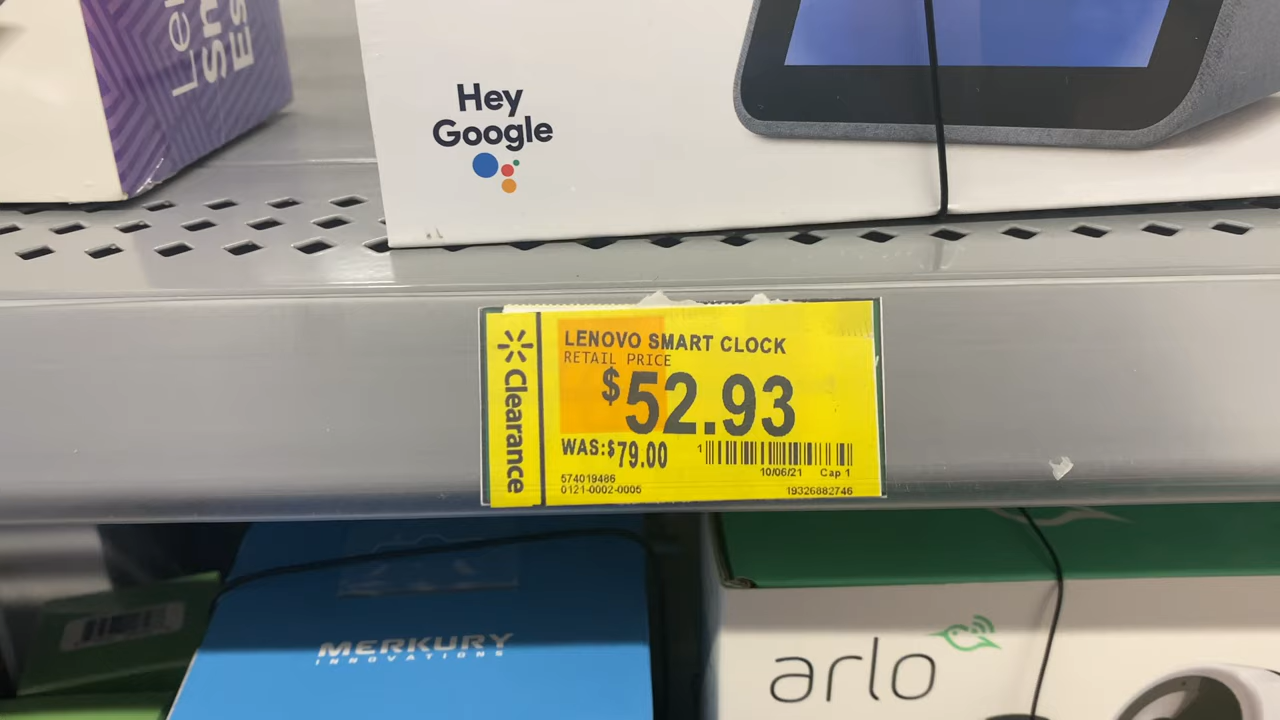 Hey
Google
LENOVO SMART CLOCK
RETAIL PRICE
$52.93
WAS:$79.00
1
10/06/21 Cap 1
574019486
0121-0002-0005
19326882746
Clearance
MERKURY
INNOVATIONS
arlo